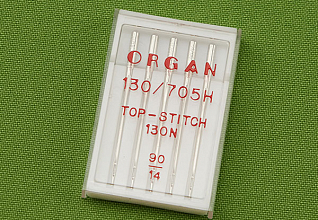 ORGAN
130/705H
TOP-STITCH
130N
90
14